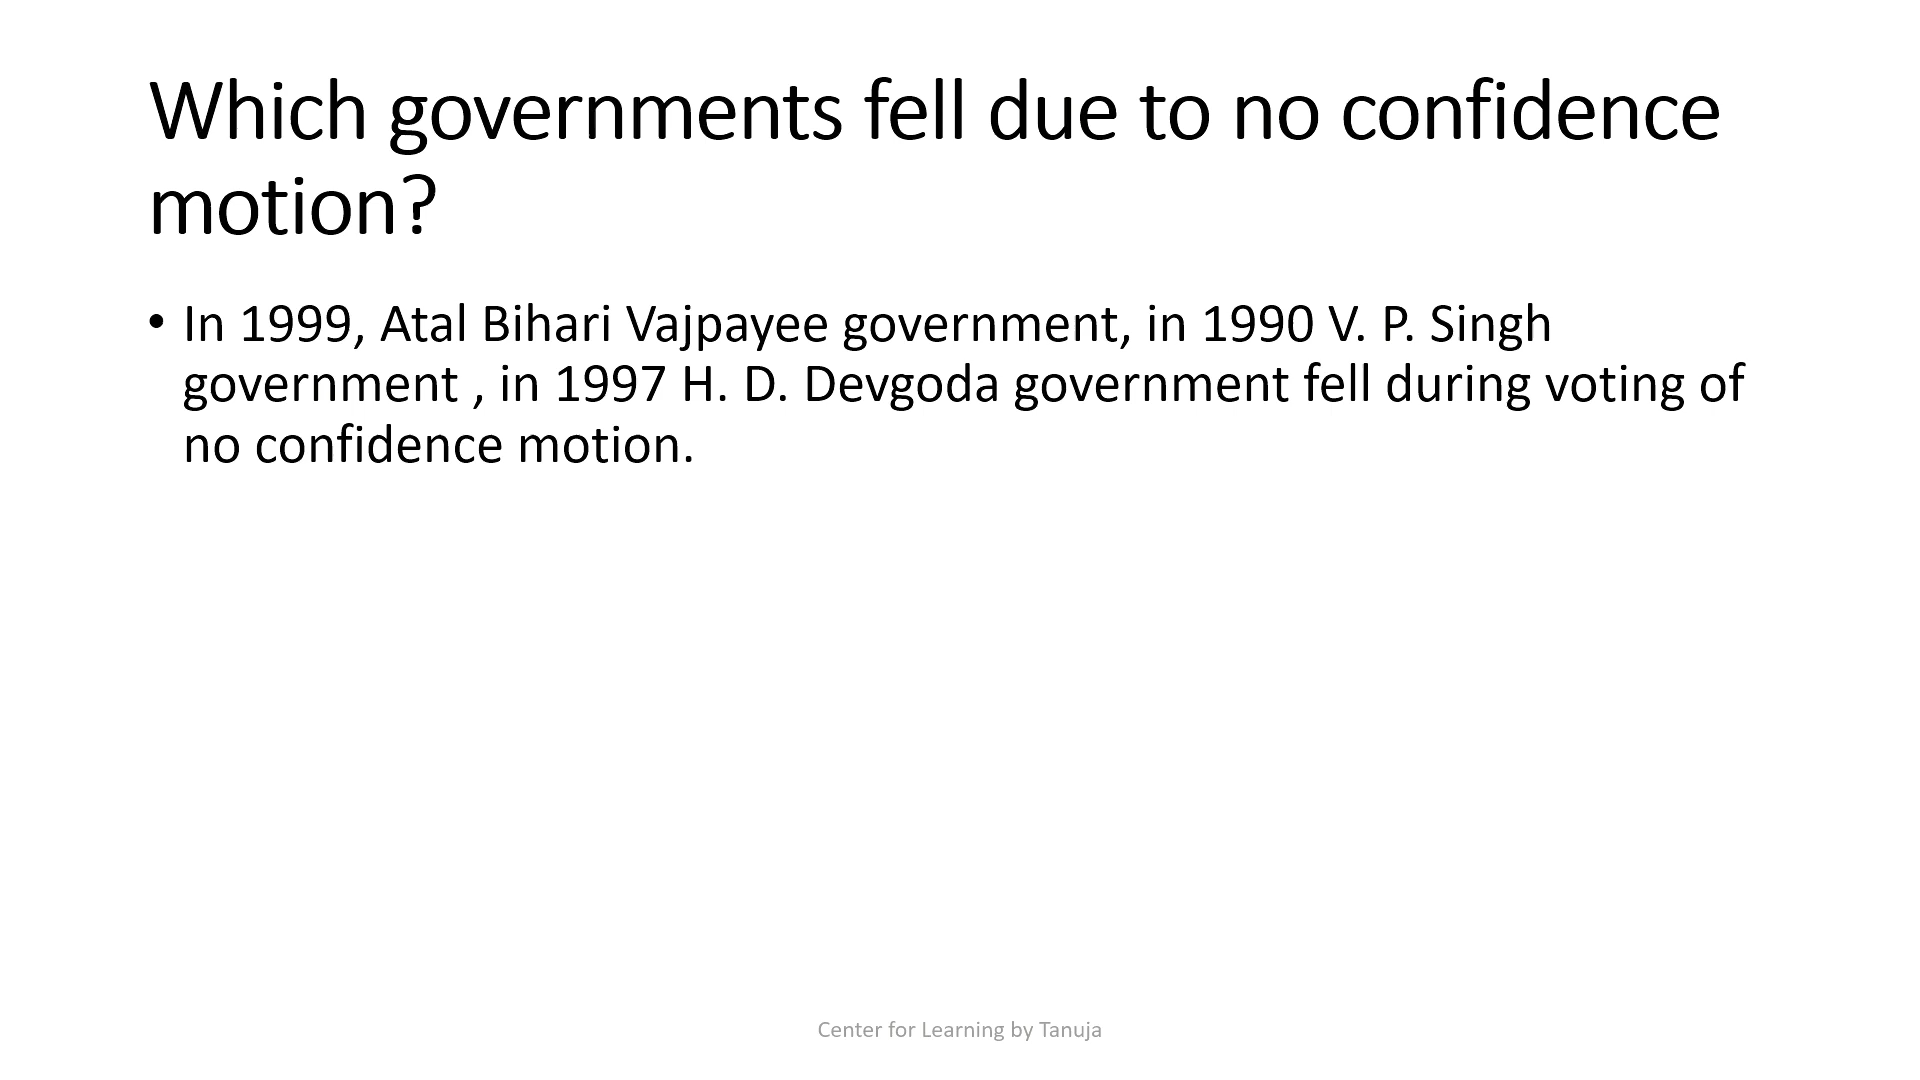 Which governments fell due to no confidence
motion?
• In 1999, Atal Bihari Vajpayee government, in 1990 V. P. Singh
government , in 1997 H. D. Devgoda government fell during voting of
no confidence motion.
Center for Learning by Tanuja